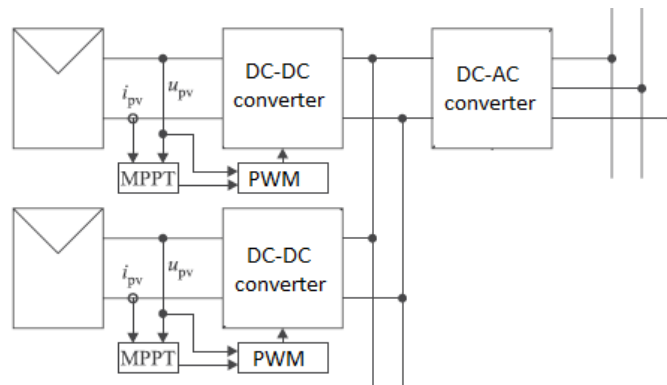 DC-DC
converter
DC-AC
converter
i_pv
u_pv
MPPT
PWM
DC-DC
converter
i_pv
u_pv
MPPT
PWM